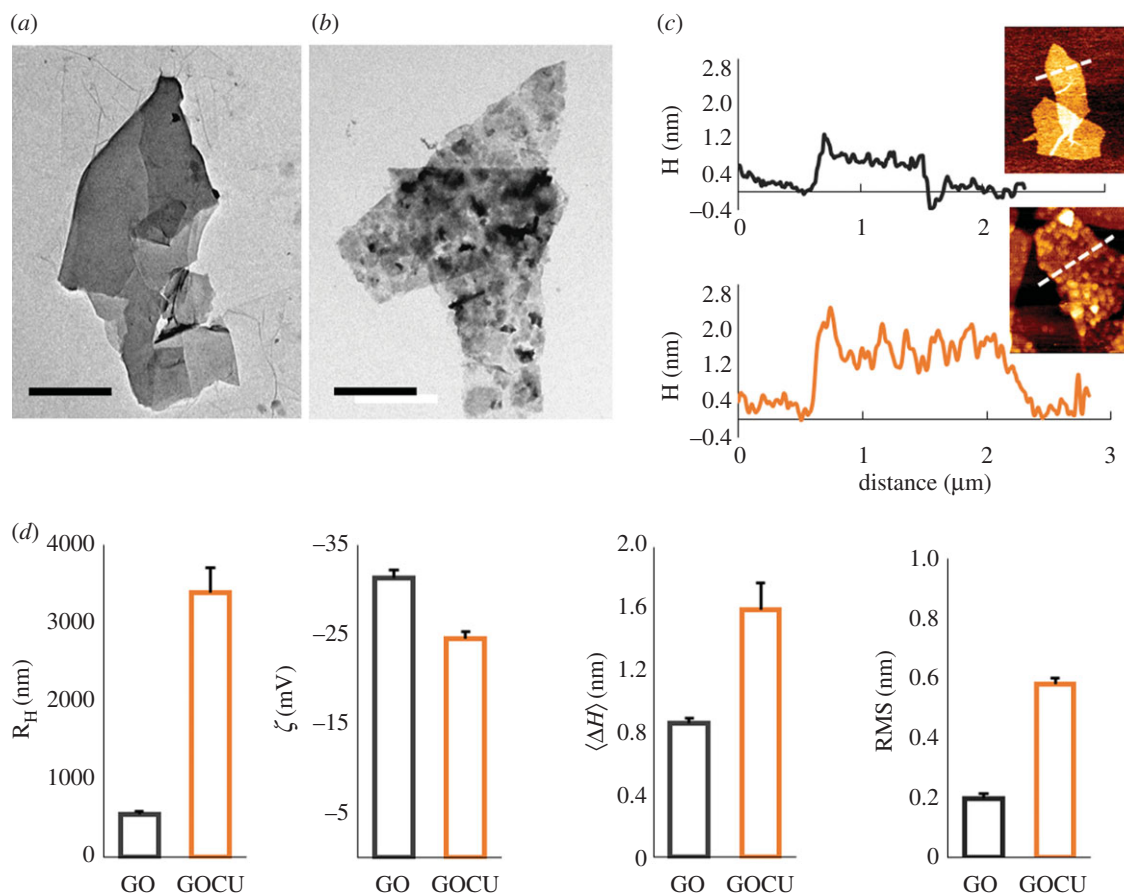 (a)
(b)
(c)
2.8
2.0
1.2
0.4
–0.4
H (nm)
1
2
2.8
2.0
1.2
0.4
–0.4
H (nm)
0
1
2
3
distance (μm)
(d)
4000
3000
2000
1000
0
R_H (nm)
GO GOCU
–35
–25
–15
–5
ζ (mV)
GO GOCU
2.0
1.6
1.2
0.8
0.4
0
⟨ΔH⟩ (nm)
GO GOCU
1.0
0.8
0.6
0.4
0.2
0
RMS (nm)
GO GOCU